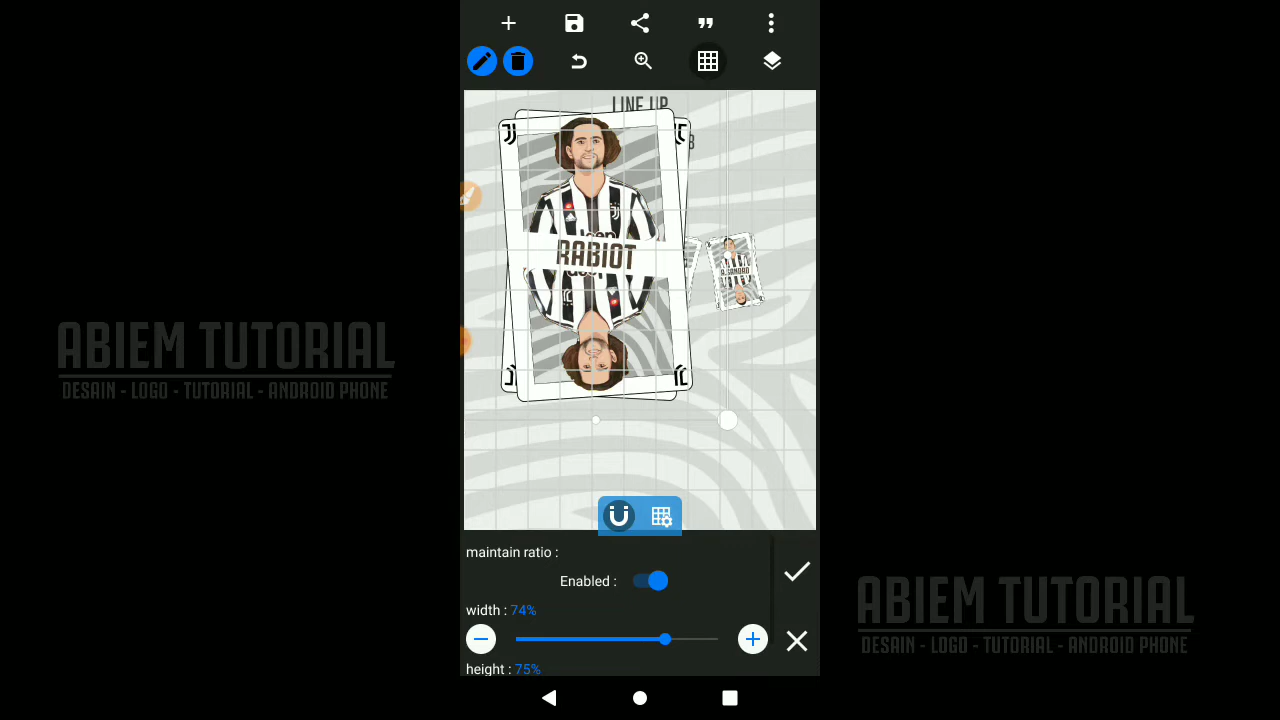 LINE UP
RABIOT
Jeep
ABIEM TUTORIAL
DESAIN - LOGO - TUTORIAL - ANDROID PHONE
maintain ratio :
Enabled :
width : 74%
height : 75%
ABIEM TUTORIAL
DESAIN - LOGO - TUTORIAL - ANDROID PHONE